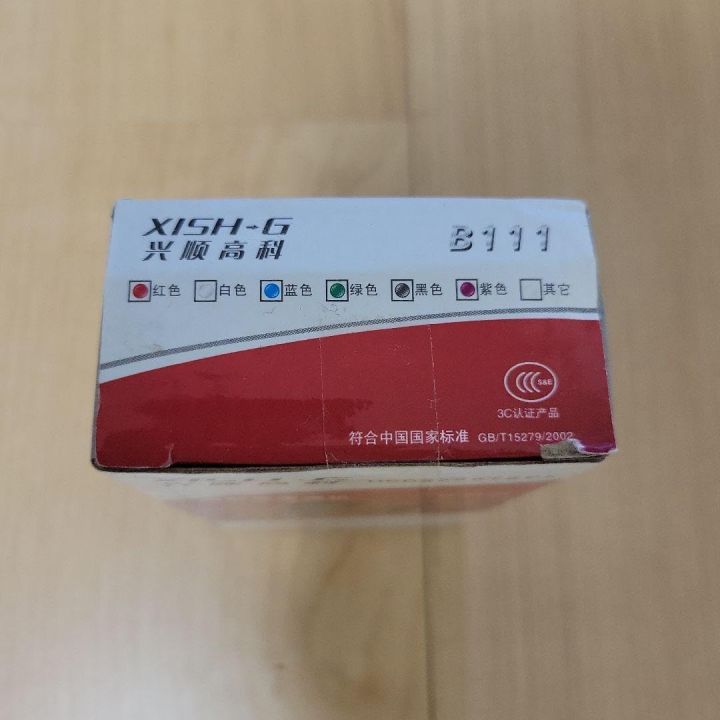 XISH-G
兴顺高科
B111
红色 白色 蓝色 绿色 黑色 紫色 其它
S&E
3C认证产品
符合中国国家标准 GB/T15279/2002